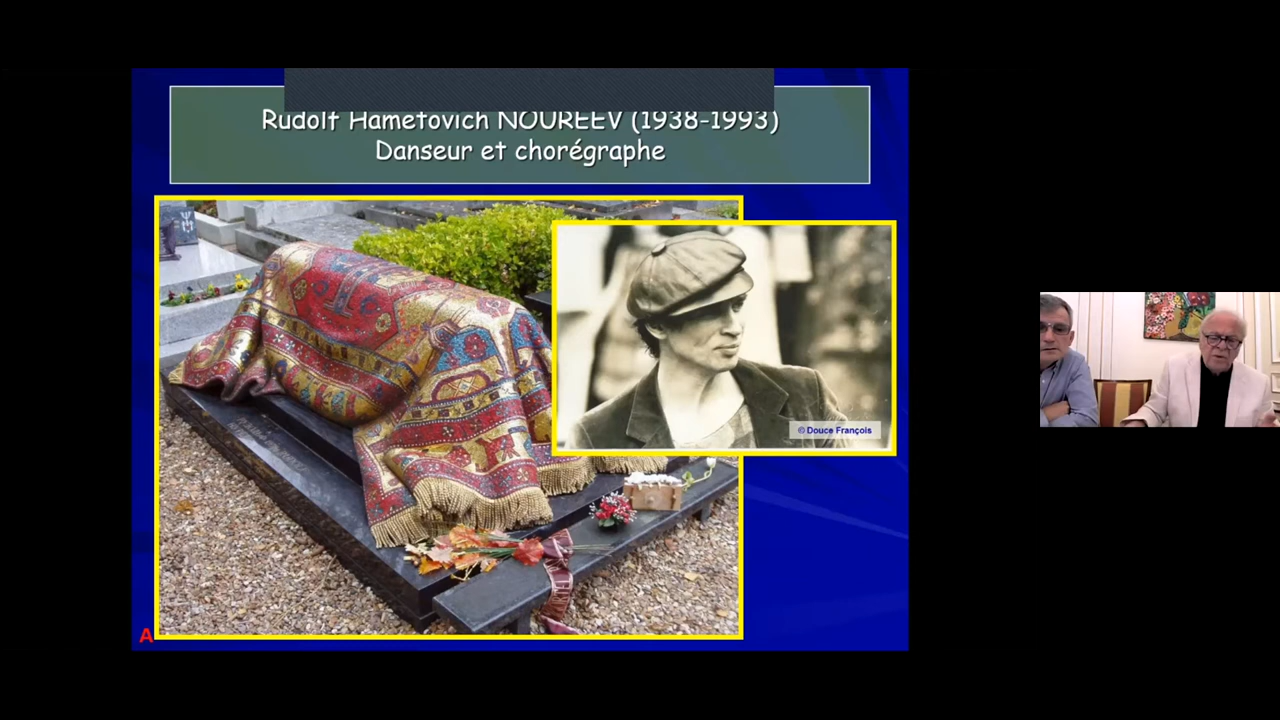 Rudolf Hametovich NOUREEV (1938-1993)
Danseur et chorégraphe
© Douce François
A